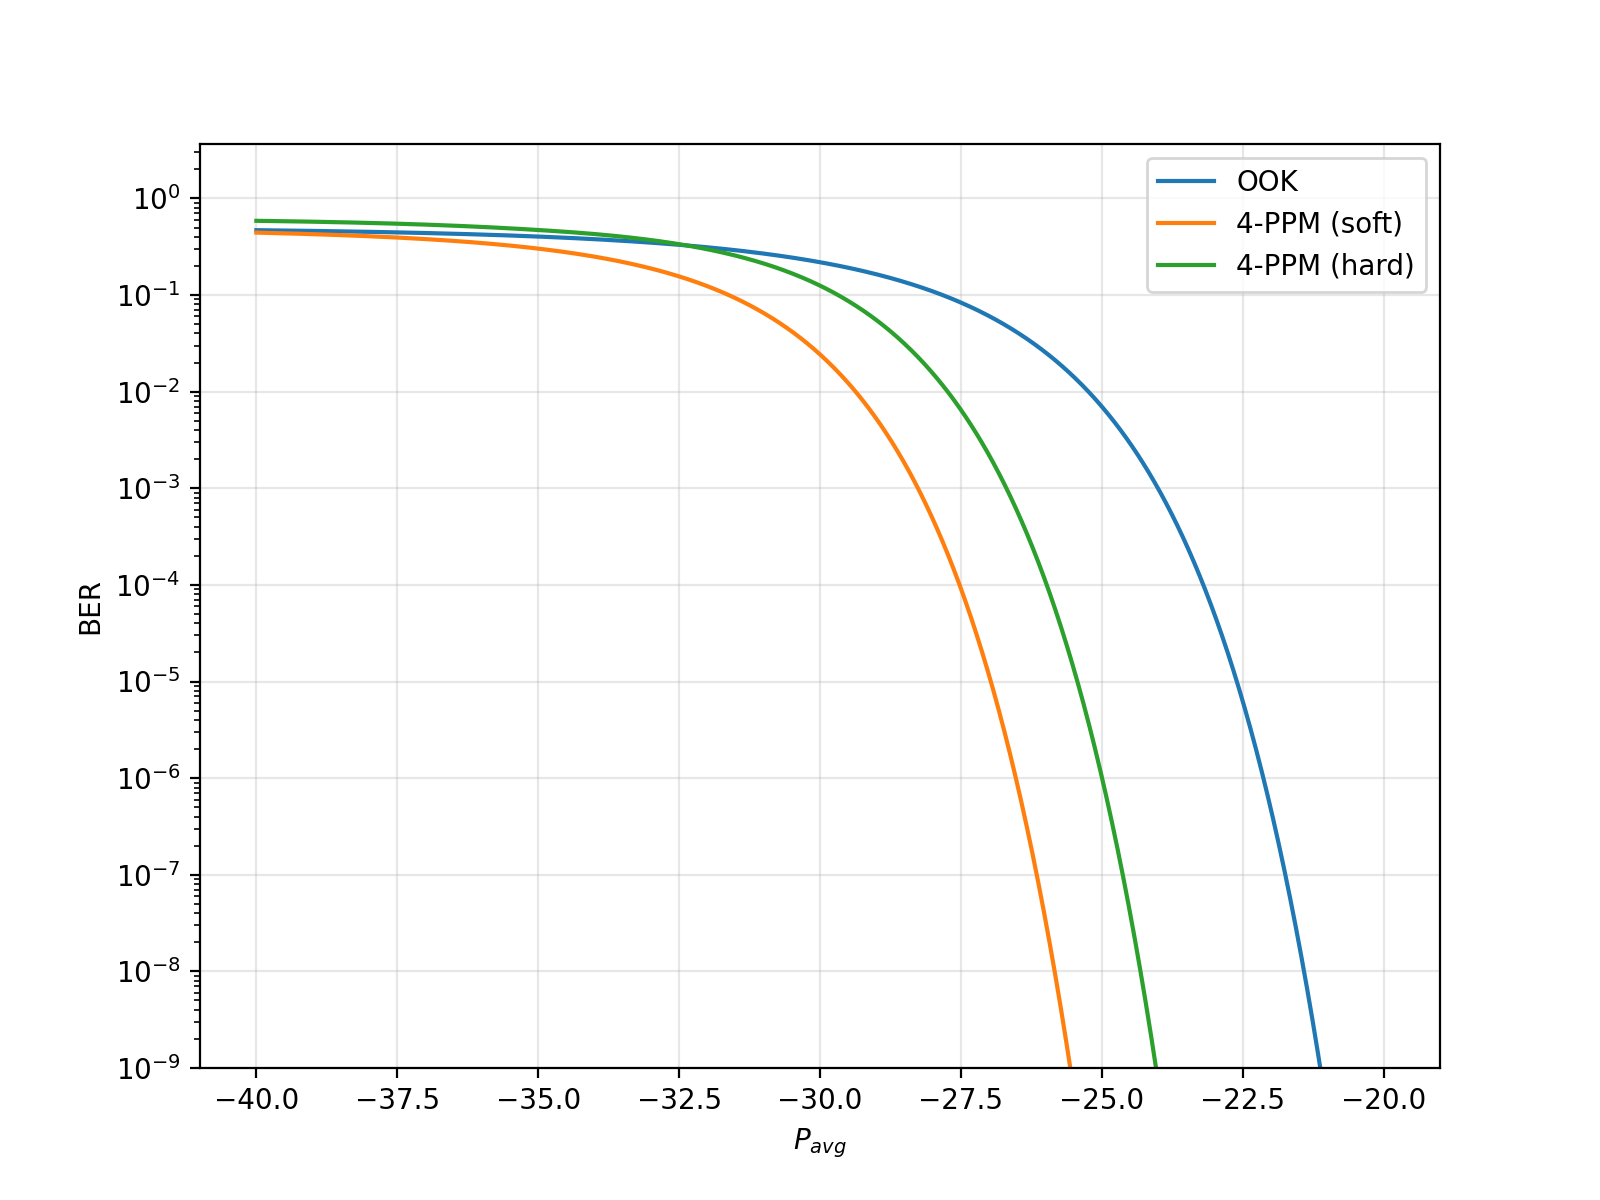 OOK
4-PPM (soft)
4-PPM (hard)
BER
10⁰
10⁻¹
10⁻²
10⁻³
10⁻⁴
10⁻⁵
10⁻⁶
10⁻⁷
10⁻⁸
10⁻⁹
−40.0 −37.5 −35.0 −32.5 −30.0 −27.5 −25.0 −22.5 −20.0
P_avg